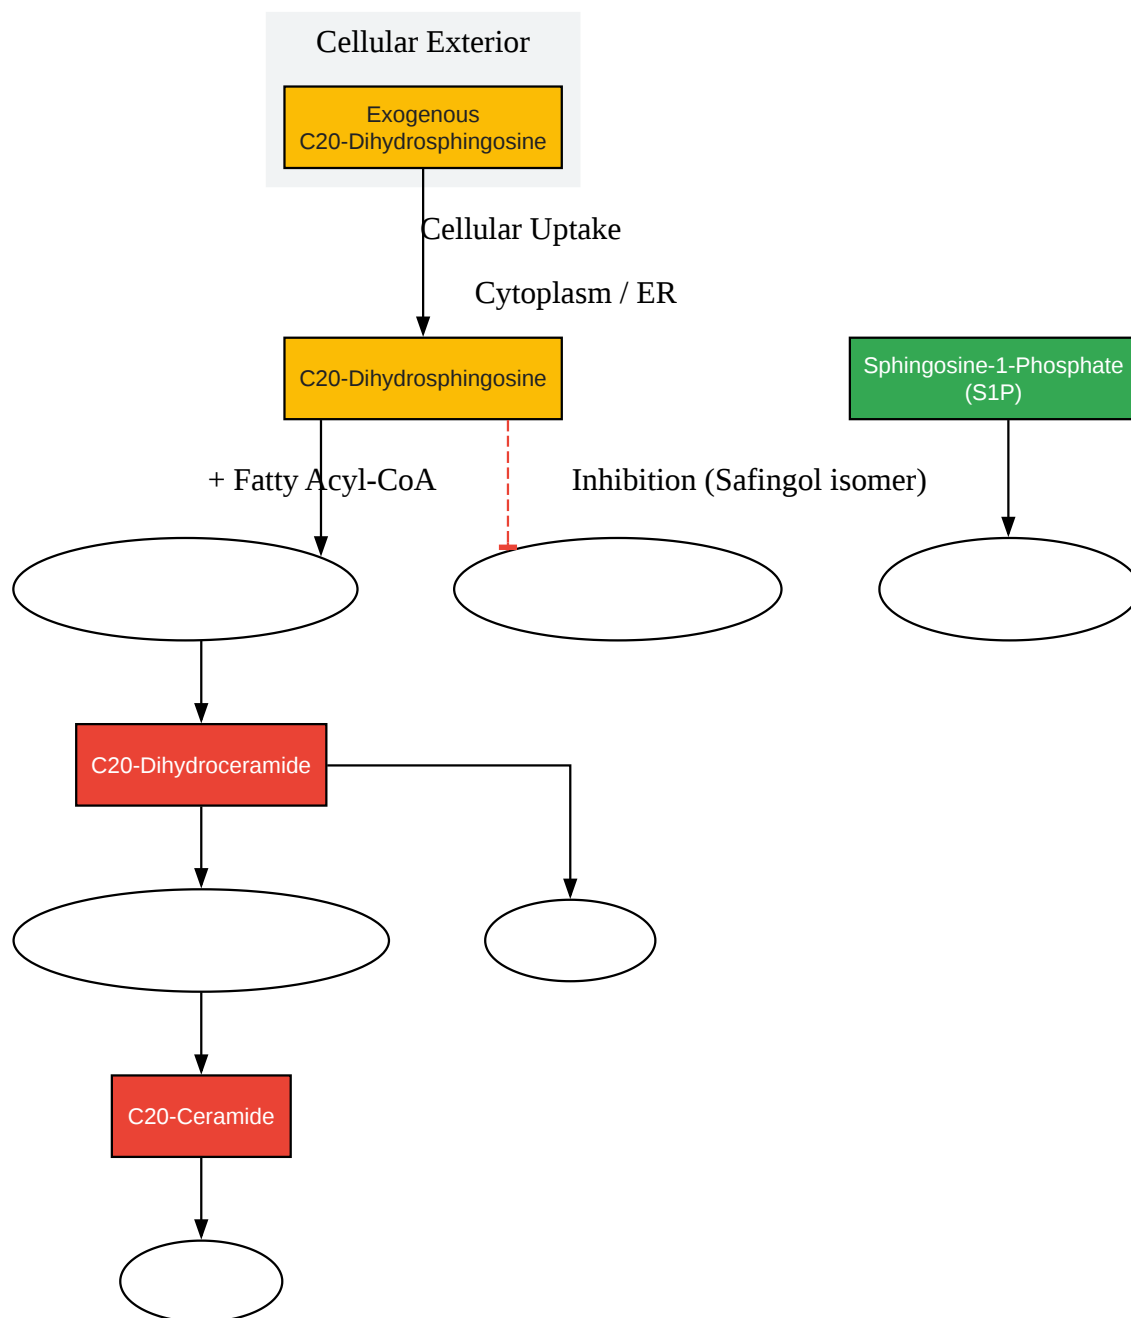 Cellular Exterior
Exogenous
C20-Dihydrosphingosine
Cellular Uptake
Cytoplasm / ER
C20-Dihydrosphingosine
Sphingosine-1-Phosphate
(S1P)
+ Fatty Acyl-CoA
Inhibition (Safingol isomer)
C20-Dihydroceramide
C20-Ceramide